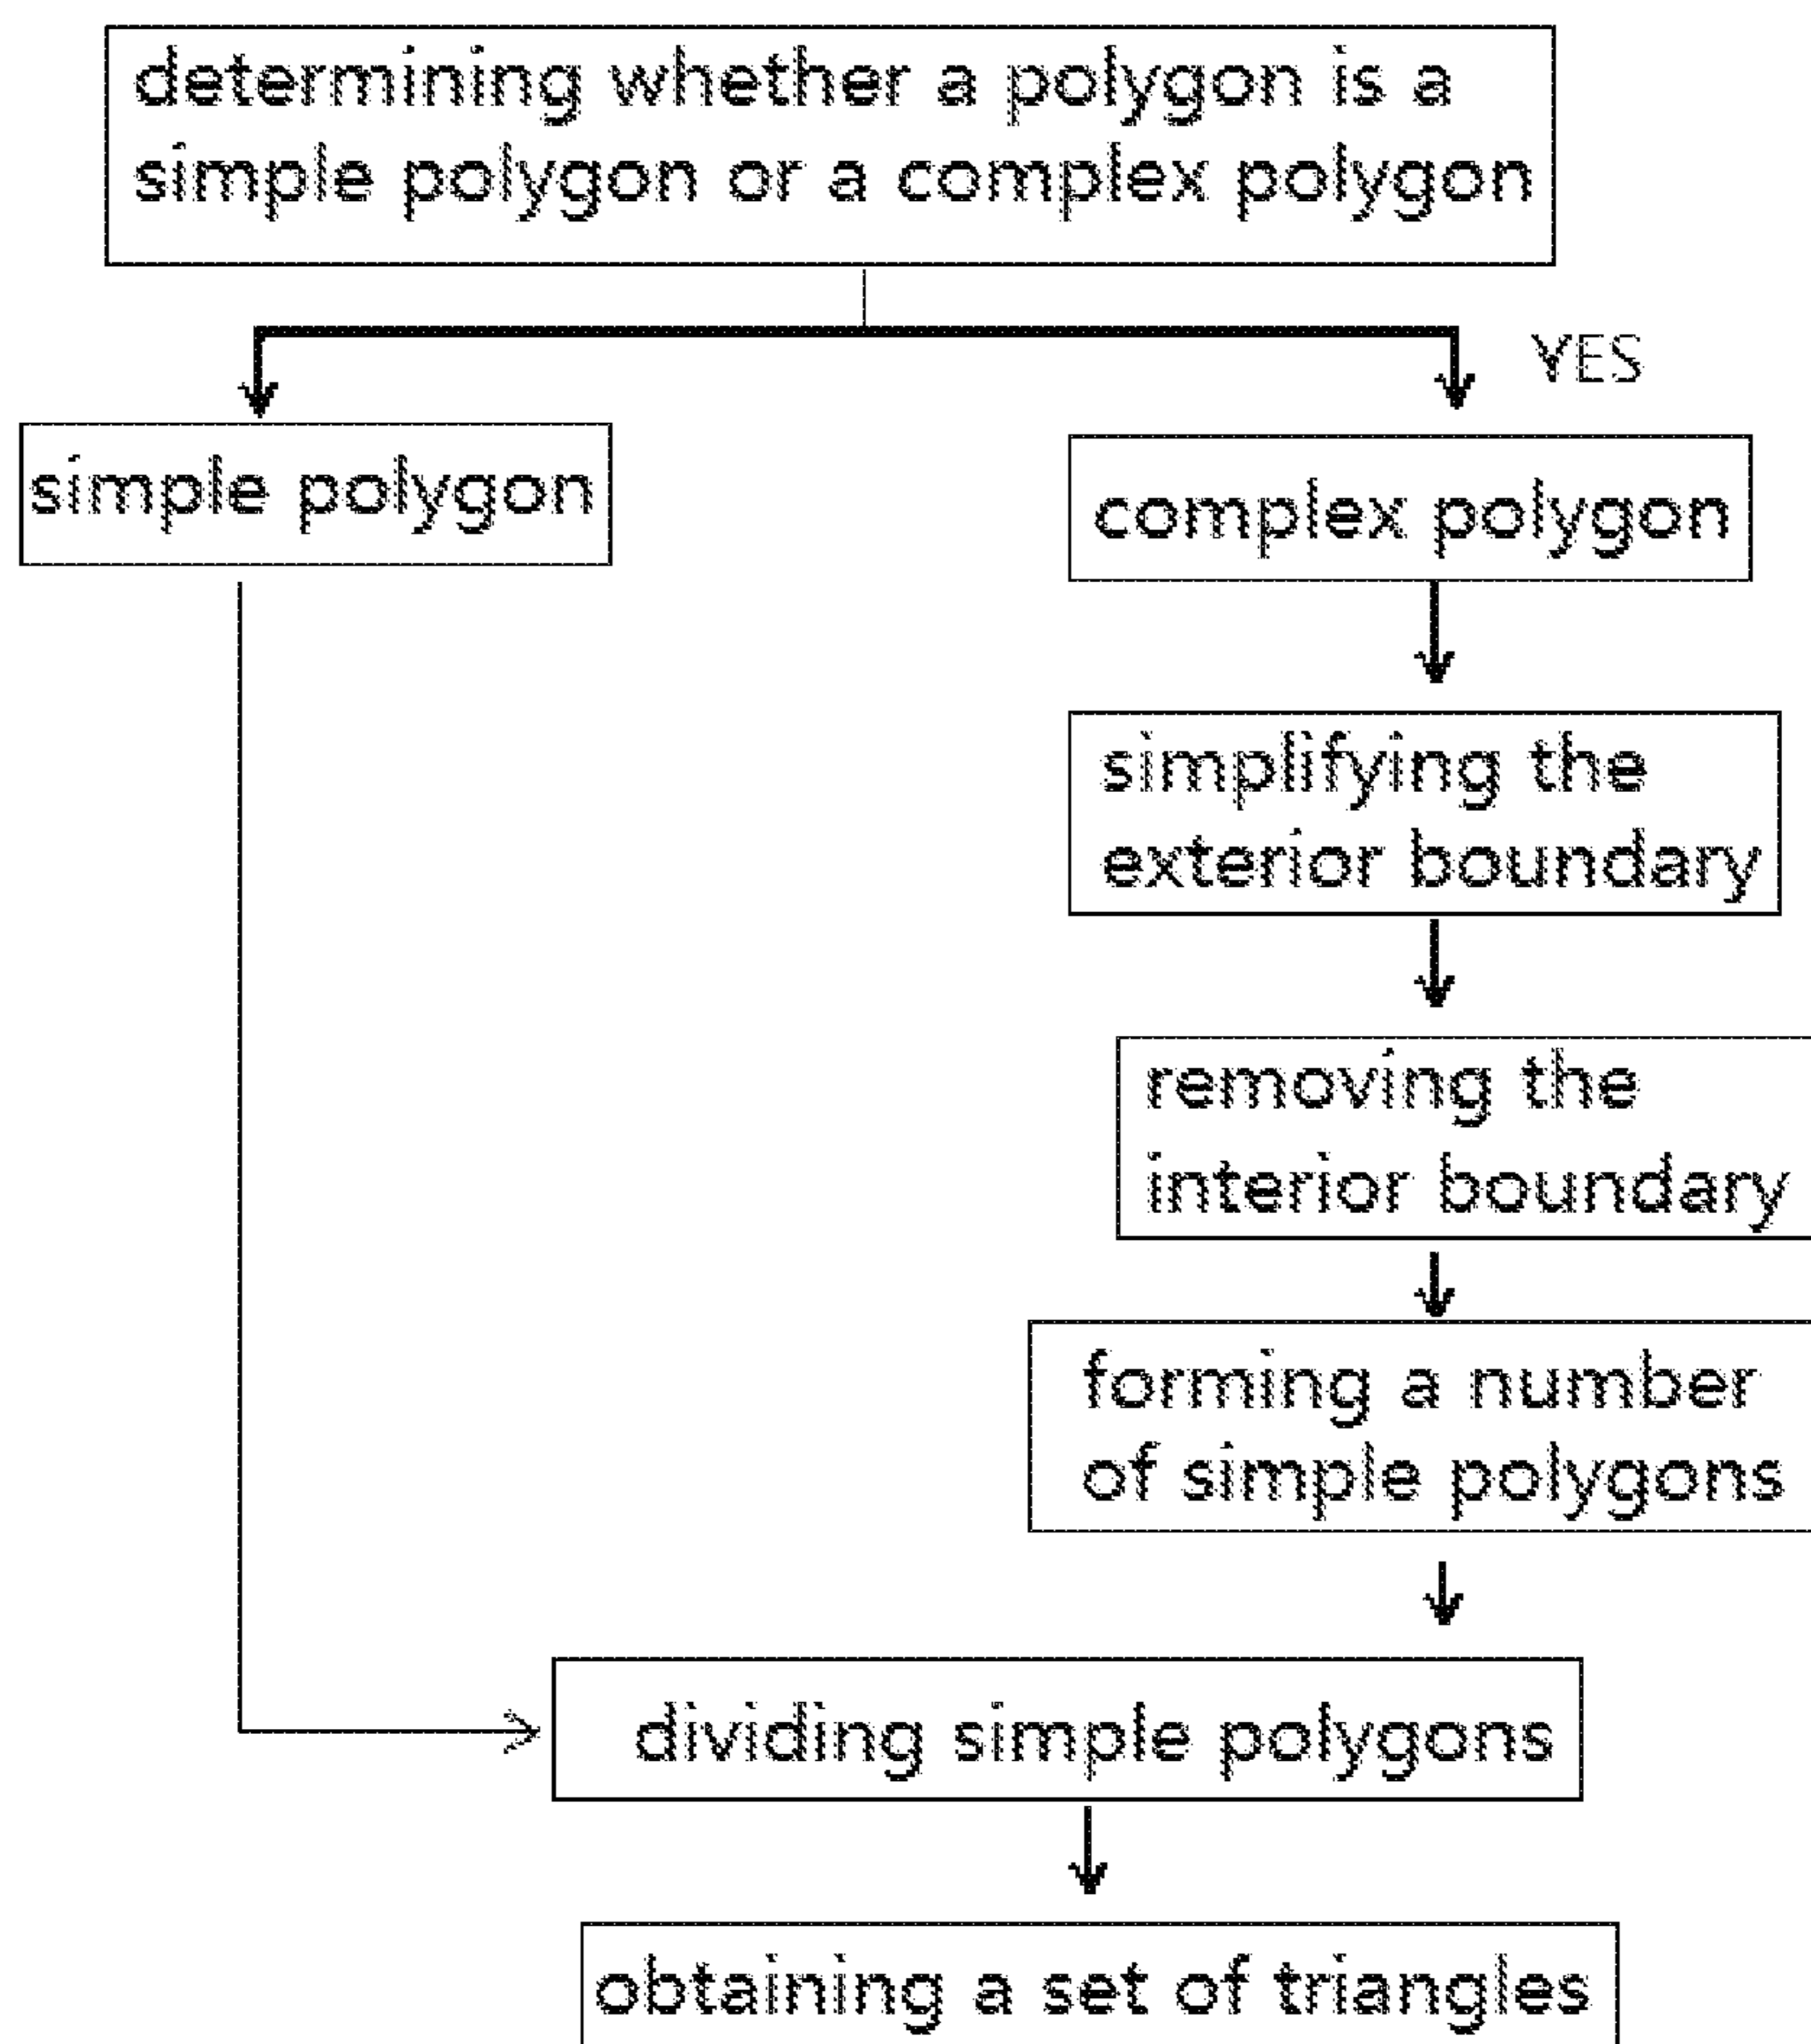 determining whether a polygon is a
simple polygon or a complex polygon
YES
simple polygon
complex polygon
simplifying the
exterior boundary
removing the
interior boundary
forming a number
of simple polygons
dividing simple polygons
obtaining a set of triangles